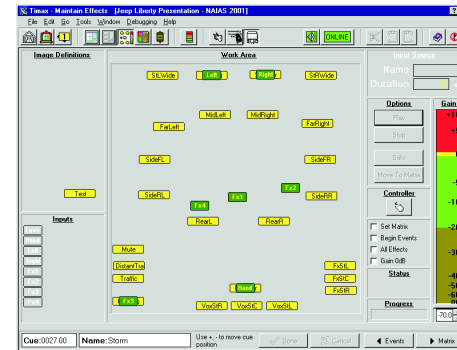 Timax - Maintain Effects [Jeep Liberty Presentation - NAIAS 2001]
File Edit Go Tools Window Debugging Help
ONLINE
Image Definitions
Work Area
Input Source
Name
Duration
StLWide
Left
Right
StRWide
MidLeft
MidRight
FarLeft
FarRight
SideFL
SideFR
Test
SideRL
Fx4
Fx1
Fx2
SideRR
RearL
RearR
Inputs
Mute
DistantTra
Traffic
Fx3
Hand
FxStL
FxStC
FxStR
VoxStR
VoxStC
VoxStL
Options
Play
Stop
Solo
Move To Matrix
Controller
Set Matrix
Begin Events
All Effects
Gain 0dB
Status
Progress
Gain
-70.0
Cue:0027.00
Name:Storm
Use +, - to move cue
position
Done
Cancel
Events
Matrix